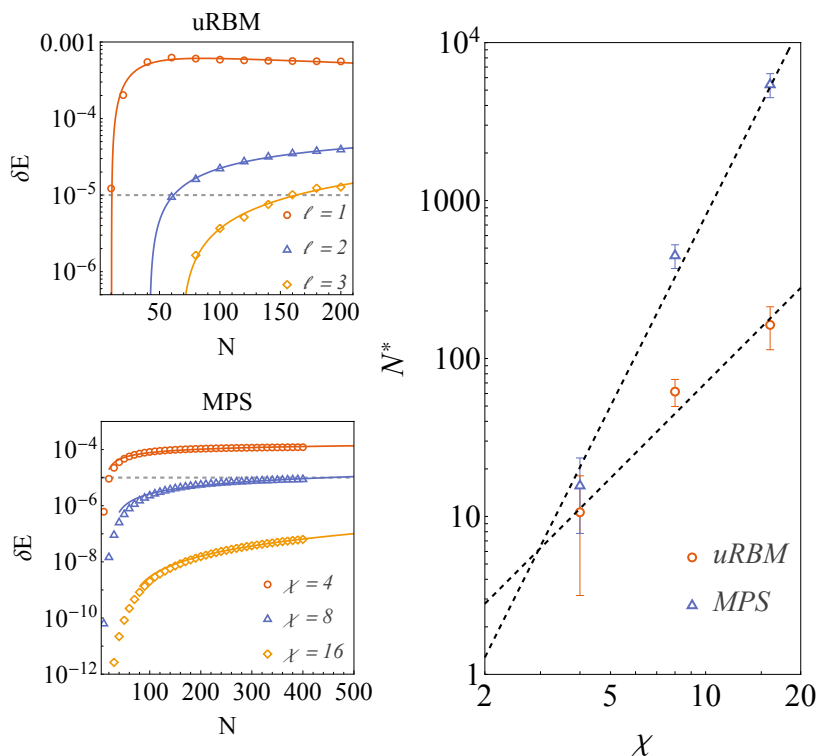 uRBM
0.001
10⁻⁴
10⁻⁵
10⁻⁶
δE
ℓ = 1
ℓ = 2
ℓ = 3
50 100 150 200
N
MPS
10⁻⁴
10⁻⁶
10⁻⁸
10⁻¹⁰
10⁻¹²
δE
χ = 4
χ = 8
χ = 16
100 200 300 400 500
N
10⁴
1000
100
10
1
N*
uRBM
MPS
2 5 10 20
χ